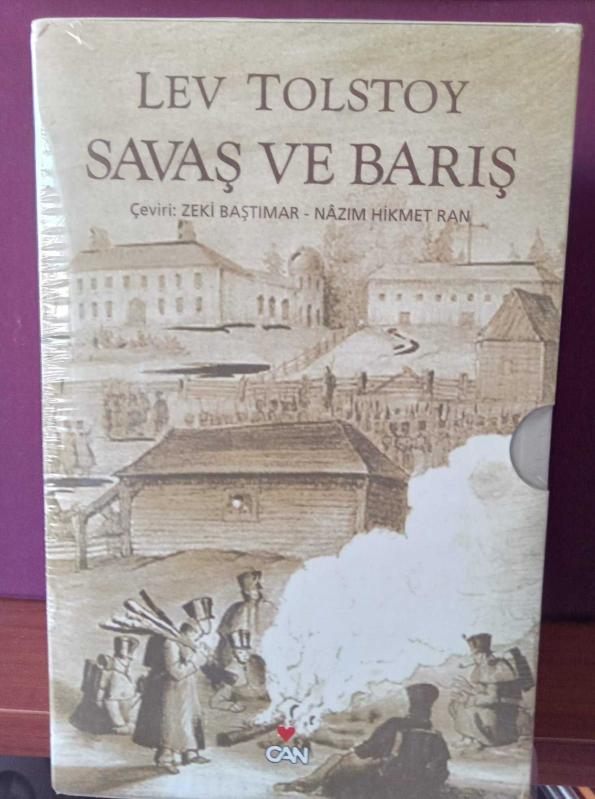 LEV TOLSTOY
SAVAŞ VE BARIŞ
Çeviri: ZEKİ BAŞTIMAR - NÂZIM HİKMET RAN
CAN